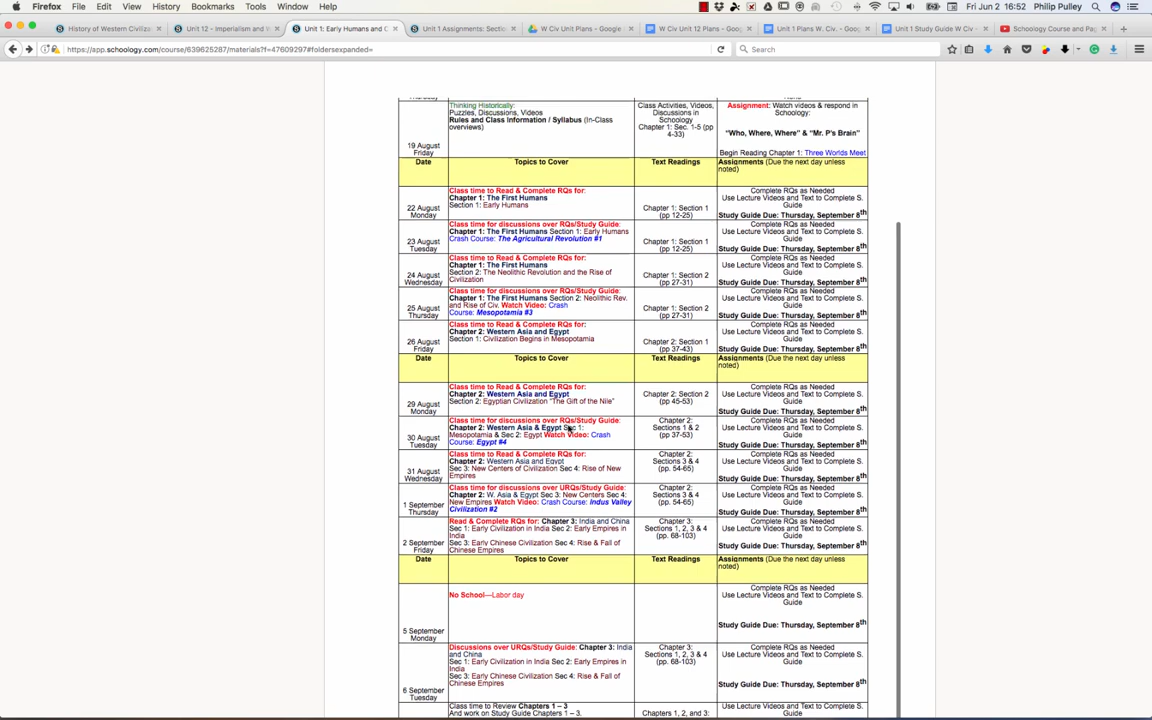 Firefox File Edit View History Bookmarks Tools Window Help Fri Jun 2 16:52 Philip Pulley
History of Western Civiliz Unit 12 - Imperialism and Unit 1: Early Humans and C Unit 1 Assignments: Sectio W Civ Unit Plans - Google W Civ Unit 12 Plans - Goog Unit 1 Plans W. Civ. - Goog Unit 1 Study Guide W Civ - Schoology Course and Pag
https://app.schoology.com/course/639625287/materials?f=47609297#foldersexpanded= Search
19 August
Friday
Thinking Historically:
Puzzles, Discussions, Videos
Rules and Class Information / Syllabus (In-Class
overviews)
Class Activities, Videos,
Discussions in
Schoology
Chapter 1: Sec. 1-5 (pp
4-33)
Assignment: Watch videos & respond in
Schoology:
“Who, Where, Where” & “Mr. P's Brain”
Begin Reading Chapter 1: Three Worlds Meet
Date Topics to Cover Text Readings Assignments (Due the next day unless
noted)
22 August
Monday
Class time to Read & Complete RQs for:
Chapter 1: The First Humans
Section 1: Early Humans
Chapter 1: Section 1
(pp 12-25)
Complete RQs as Needed
Use Lecture Videos and Text to Complete S.
Guide
Study Guide Due: Thursday, September 8th
23 August
Tuesday
Class time for discussions over RQs/Study Guide:
Chapter 1: The First Humans Section 1: Early Humans
Crash Course: The Agricultural Revolution #1
Chapter 1: Section 1
(pp 12-25)
Complete RQs as Needed
Use Lecture Videos and Text to Complete S.
Guide
Study Guide Due: Thursday, September 8th
24 August
Wednesday
Class time to Read & Complete RQs for:
Chapter 1: The First Humans
Section 2: The Neolithic Revolution and the Rise of
Civilization
Chapter 1: Section 2
(pp 27-31)
Complete RQs as Needed
Use Lecture Videos and Text to Complete S.
Guide
Study Guide Due: Thursday, September 8th
25 August
Thursday
Class time for discussions over RQs/Study Guide:
Chapter 1: The First Humans Section 2: Neolithic Rev.
and Rise of Civ. Watch Video: Crash
Course: Mesopotamia #3
Chapter 1: Section 2
(pp 27-31)
Complete RQs as Needed
Use Lecture Videos and Text to Complete S.
Guide
Study Guide Due: Thursday, September 8th
26 August
Friday
Class time to Read & Complete RQs for:
Chapter 2: Western Asia and Egypt
Section 1: Civilization Begins in Mesopotamia
Chapter 2: Section 1
(pp 37-43)
Complete RQs as Needed
Use Lecture Videos and Text to Complete S.
Guide
Study Guide Due: Thursday, September 8th
Date Topics to Cover Text Readings Assignments (Due the next day unless
noted)
29 August
Monday
Class time to Read & Complete RQs for:
Chapter 2: Western Asia and Egypt
Section 2: Egyptian Civilization “The Gift of the Nile”
Chapter 2: Section 2
(pp 45-53)
Complete RQs as Needed
Use Lecture Videos and Text to Complete S.
Guide
Study Guide Due: Thursday, September 8th
30 August
Tuesday
Class time for discussions over RQs/Study Guide:
Chapter 2: Western Asia & Egypt Sec 1:
Mesopotamia & Sec 2: Egypt Watch Video: Crash
Course: Egypt #4
Chapter 2:
Sections 1 & 2
(pp 37-53)
Complete RQs as Needed
Use Lecture Videos and Text to Complete S.
Guide
Study Guide Due: Thursday, September 8th
31 August
Wednesday
Class time to Read & Complete RQs for:
Chapter 2: Western Asia and Egypt
Sec 3: New Centers of Civilization Sec 4: Rise of New
Empires
Chapter 2:
Sections 3 & 4
(pp. 54-65)
Complete RQs as Needed
Use Lecture Videos and Text to Complete S.
Guide
Study Guide Due: Thursday, September 8th
1 September
Thursday
Class time for discussions over URQs/Study Guide:
Chapter 2: W. Asia & Egypt Sec 3: New Centers Sec 4:
New Empires Watch Video: Crash Course: Indus Valley
Civilization #2
Chapter 2:
Sections 3 & 4
(pp. 54-65)
Complete RQs as Needed
Use Lecture Videos and Text to Complete S.
Guide
Study Guide Due: Thursday, September 8th
2 September
Friday
Read & Complete RQs for: Chapter 3: India and China
Sec 1: Early Civilization in India Sec 2: Early Empires in
India
Sec 3: Early Chinese Civilization Sec 4: Rise & Fall of
Chinese Empires
Chapter 3:
Sections 1, 2, 3 & 4
(pp. 68-103)
Complete RQs as Needed
Use Lecture Videos and Text to Complete S.
Guide
Study Guide Due: Thursday, September 8th
Date Topics to Cover Text Readings Assignments (Due the next day unless
noted)
5 September
Monday
No School—Labor day
Complete RQs as Needed
Use Lecture Videos and Text to Complete S.
Guide
Study Guide Due: Thursday, September 8th
6 September
Tuesday
Discussions over URQs/Study Guide: Chapter 3: India
and China
Sec 1: Early Civilization in India Sec 2: Early Empires in
India
Sec 3: Early Chinese Civilization Sec 4: Rise & Fall of
Chinese Empires
Chapter 3:
Sections 1, 2, 3 & 4
(pp. 68-103)
Complete RQs as Needed
Use Lecture Videos and Text to Complete S.
Guide
Study Guide Due: Thursday, September 8th
Class time to Review Chapters 1 – 3
And work on Study Guide Chapters 1 – 3.
Chapters 1, 2, and 3:
Use Lecture Videos and Text to Complete S.
Guide